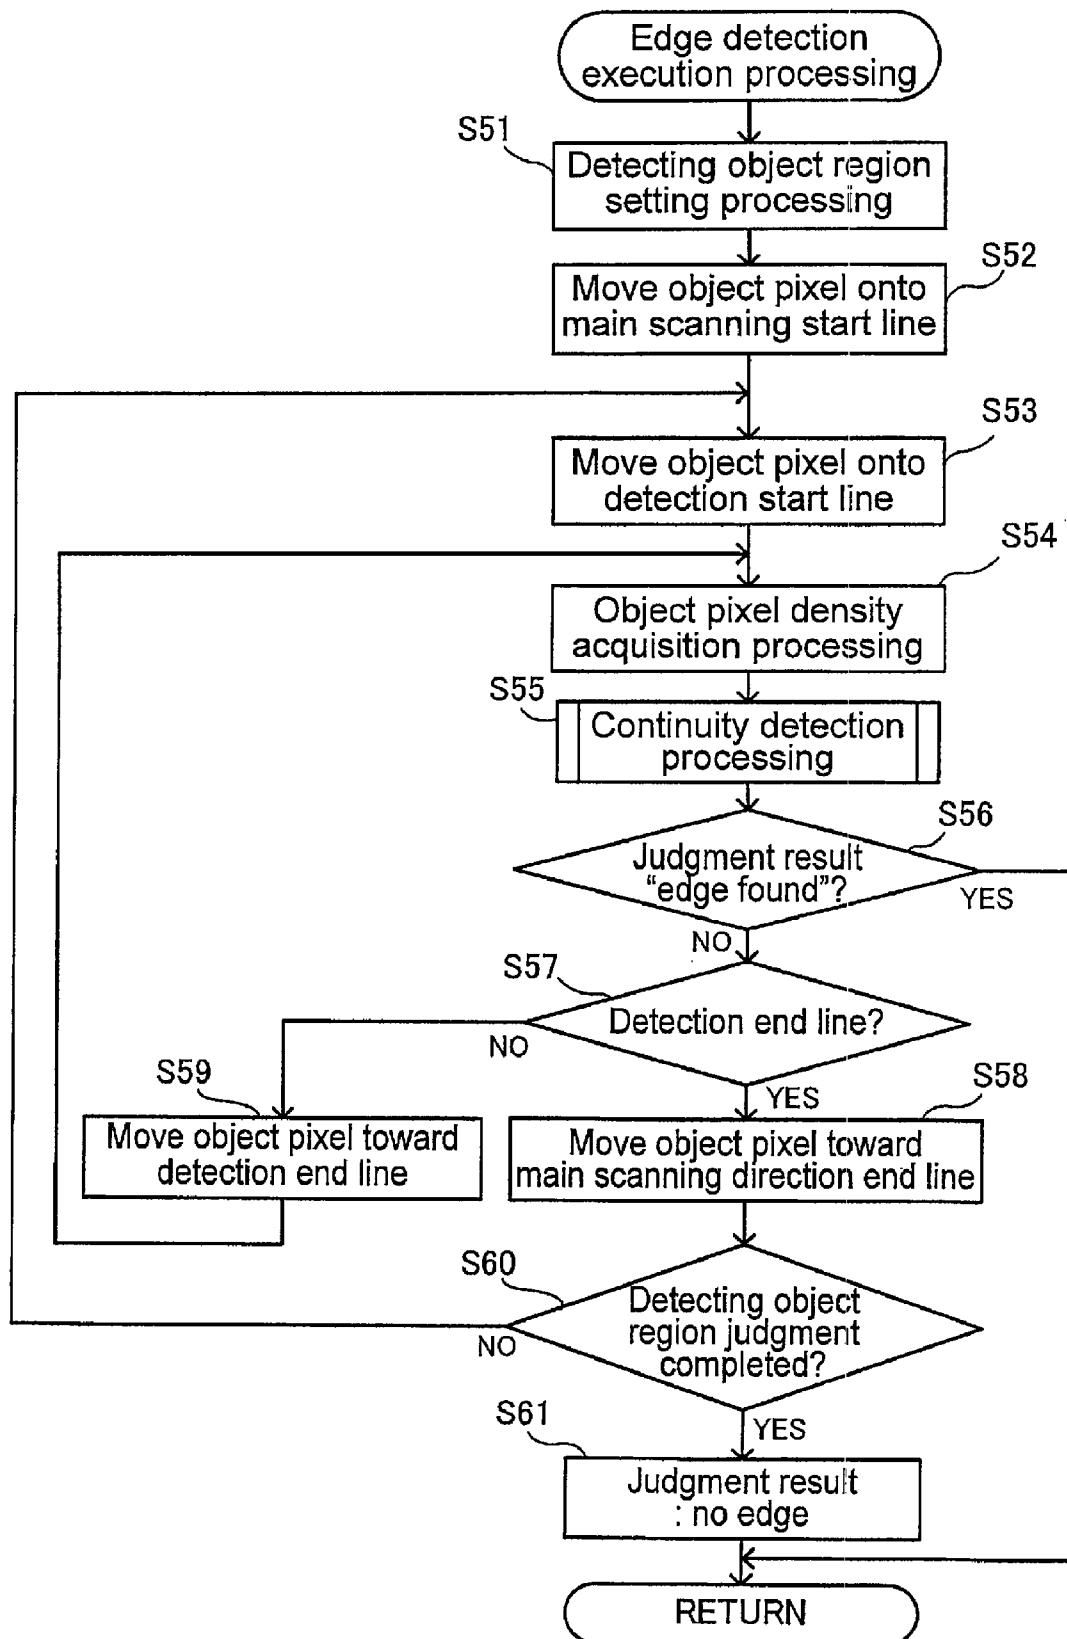 Edge detection
execution processing
S51
Detecting object region
setting processing
S52
Move object pixel onto
main scanning start line
S53
Move object pixel onto
detection start line
S54
Object pixel density
acquisition processing
S55
Continuity detection
processing
S56
Judgment result
“edge found”?
YES
NO
S57
Detection end line?
NO
YES
S59
Move object pixel toward
detection end line
S58
Move object pixel toward
main scanning direction end line
S60
Detecting object
region judgment
completed?
NO
YES
S61
Judgment result
: no edge
RETURN